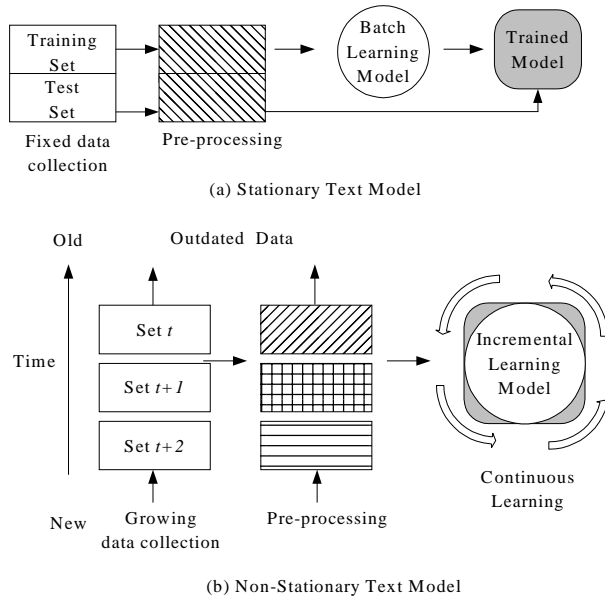 Training
Set
Test
Set
Fixed data
collection
Pre-processing
Batch
Learning
Model
Trained
Model
(a) Stationary Text Model
Old
Outdated Data
Time
Set t
Set t+1
Set t+2
Incremental
Learning
Model
Continuous
Learning
New
Growing
data collection
Pre-processing
(b) Non-Stationary Text Model